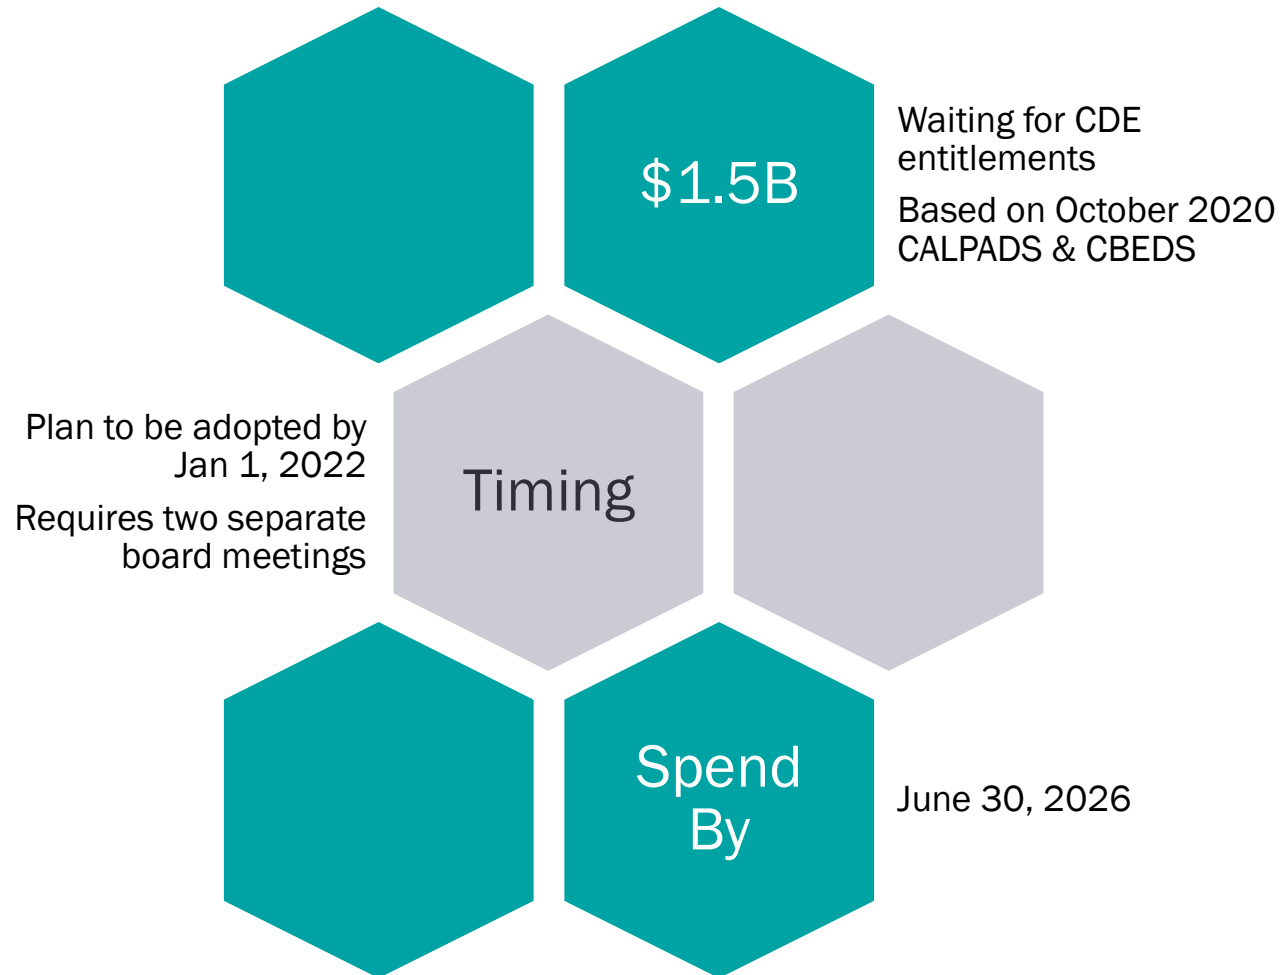 $1.5B
Waiting for CDE
entitlements
Based on October 2020
CALPADS & CBEDS
Plan to be adopted by
Jan 1, 2022
Requires two separate
board meetings
Timing
Spend
By
June 30, 2026